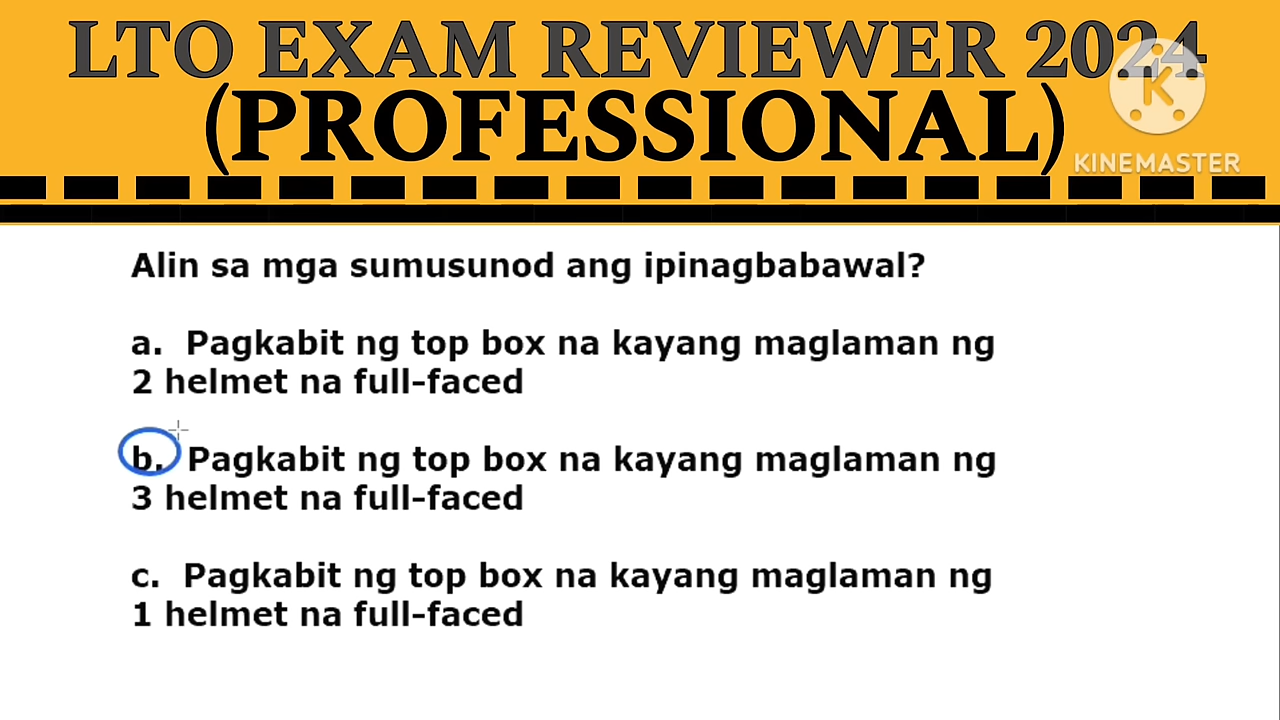 LTO EXAM REVIEWER 2024
(PROFESSIONAL)
K
KINEMASTER
Alin sa mga sumusunod ang ipinagbabawal?
a. Pagkabit ng top box na kayang maglaman ng
2 helmet na full-faced
b. Pagkabit ng top box na kayang maglaman ng
3 helmet na full-faced
c. Pagkabit ng top box na kayang maglaman ng
1 helmet na full-faced